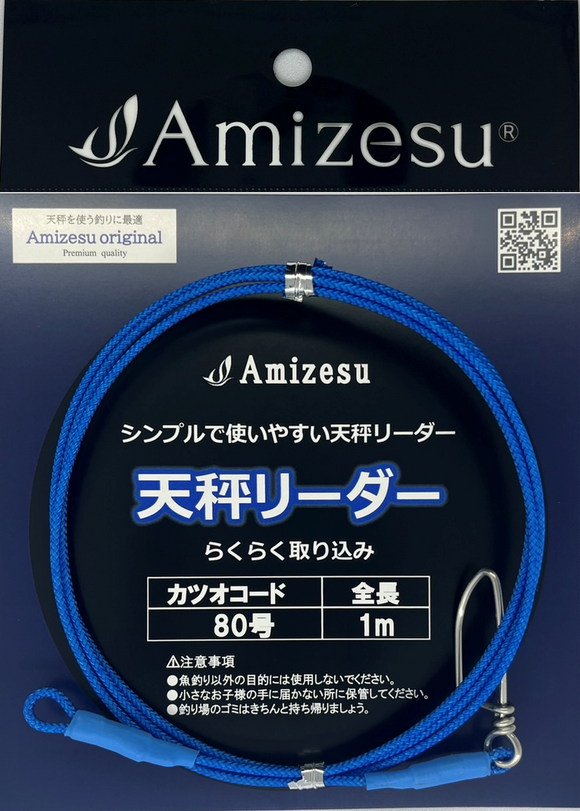 Amizesu®
天秤を使う釣りに最適
Amizesu original
Premium quality
Amizesu
シンプルで使いやすい天秤リーダー
天秤リーダー
らくらく取り込み
カツオコード 全長
80号 1m
⚠注意事項
●魚釣り以外の目的には使用しないでください。
●小さなお子様の手に届かない所に保管してください。
●釣り場のゴミはきちんと持ち帰りましょう。